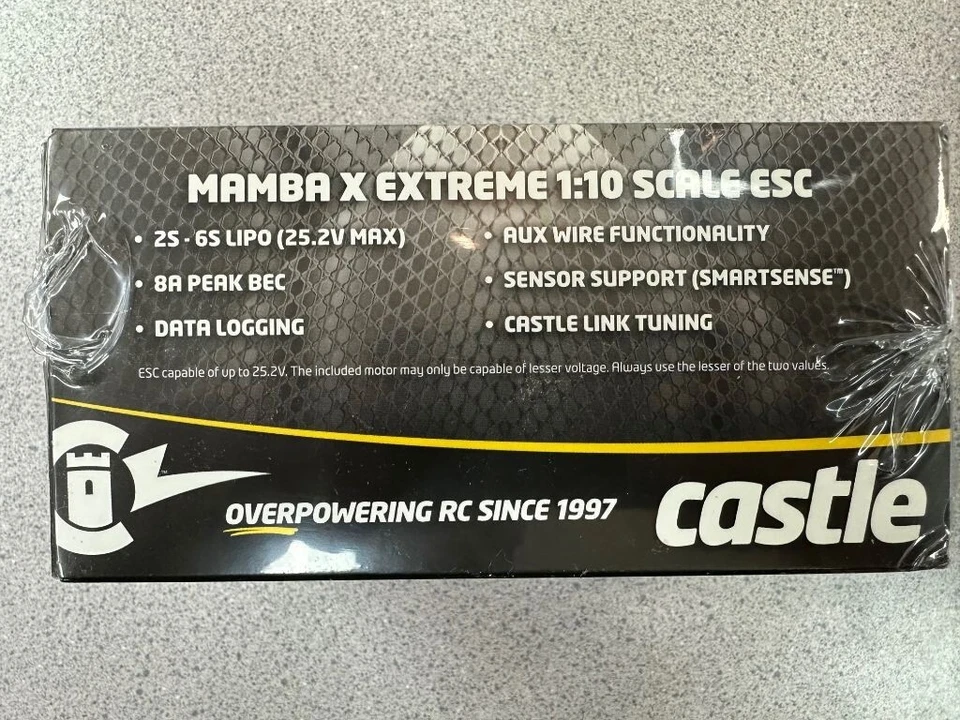 MAMBA X EXTREME 1:10 SCALE ESC
• 2S - 6S LIPO (25.2V MAX)
• 8A PEAK BEC
• DATA LOGGING
• AUX WIRE FUNCTIONALITY
• SENSOR SUPPORT (SMARTSENSE™)
• CASTLE LINK TUNING
ESC capable of up to 25.2V. The included motor may only be capable of lesser voltage. Always use the lesser of the two values.
OVERPOWERING RC SINCE 1997
castle